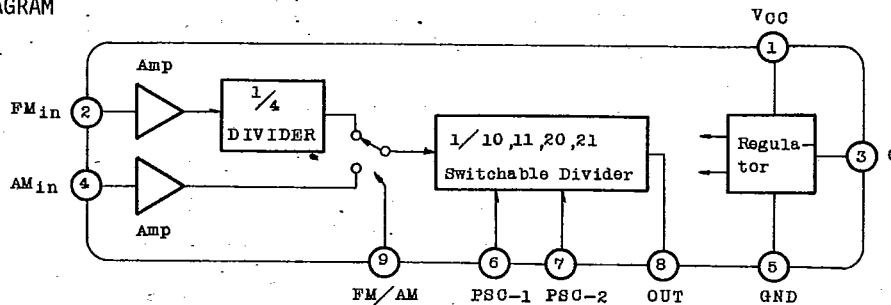 AGRAM
VCC
1
Amp
1/4
DIVIDER
FMin
2
1/10,11,20,21
Switchable Divider
Regula-
tor
3
AMin
4
Amp
9
6
7
8
5
FM/AM
PSC-1
PSC-2
OUT
GND